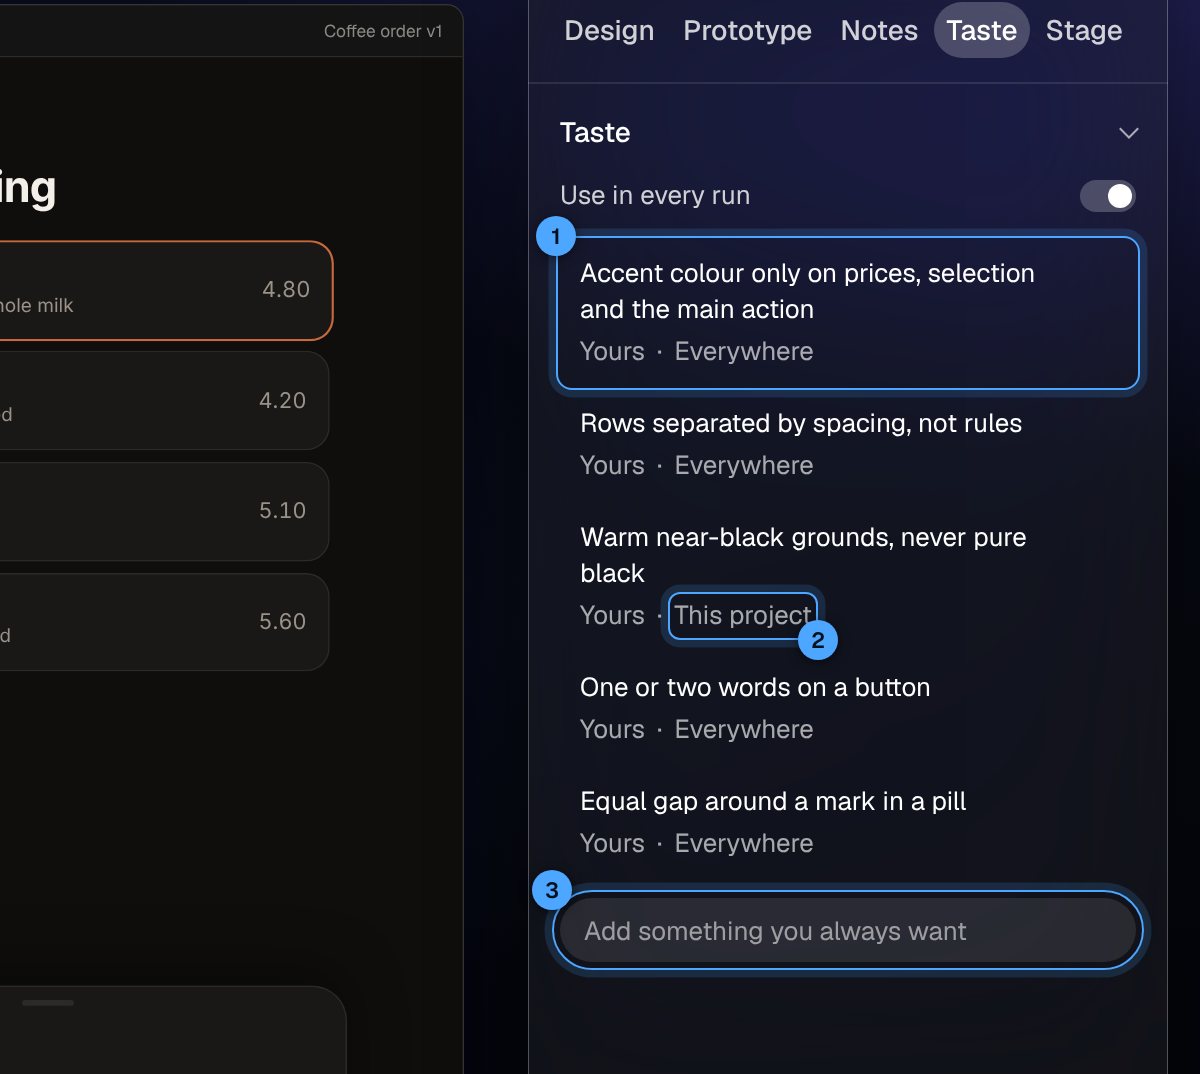 Coffee order v1
ing
4.80
hole milk
4.20
d
5.10
5.60
d
Design Prototype Notes Taste Stage
Taste
Use in every run
1
Accent colour only on prices, selection
and the main action
Yours · Everywhere
Rows separated by spacing, not rules
Yours · Everywhere
Warm near-black grounds, never pure
black
Yours · This project
2
One or two words on a button
Yours · Everywhere
Equal gap around a mark in a pill
Yours · Everywhere
3
Add something you always want